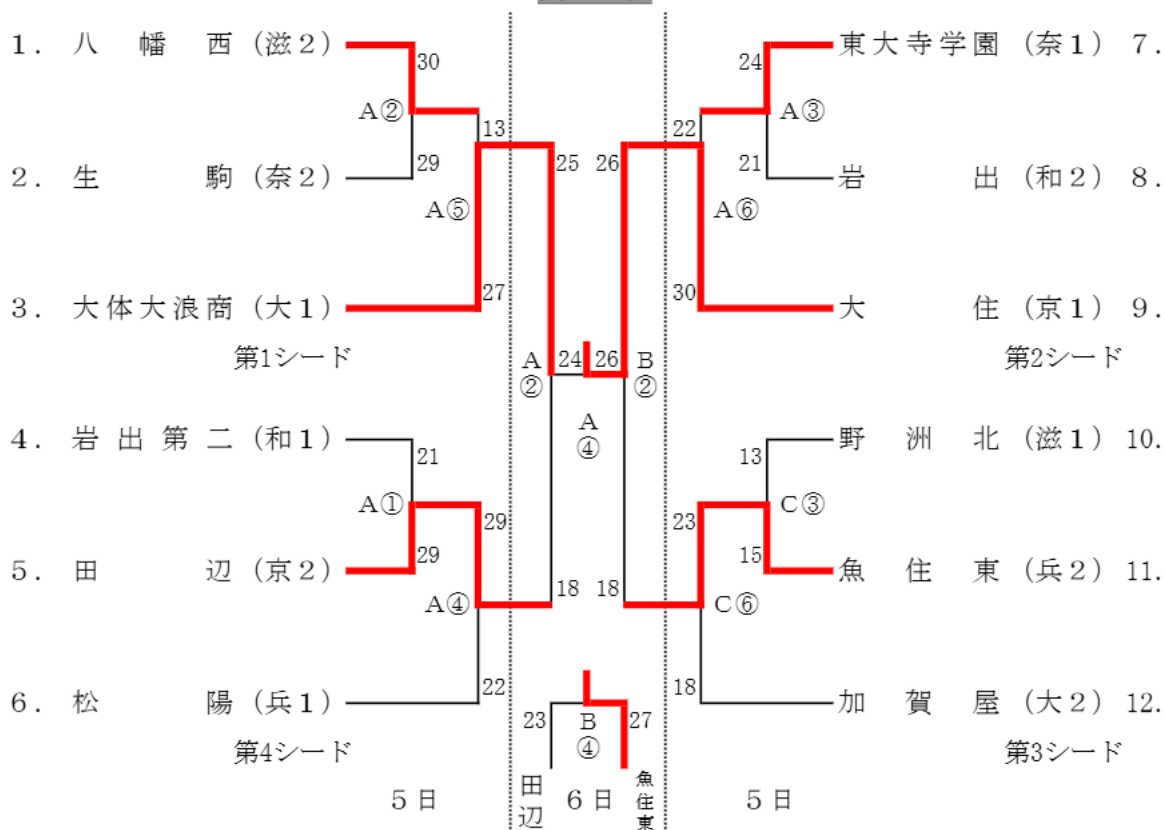 1. 八幡西(滋2) 30 24 東大寺学園(奈1) 7.
A② A③
13 22
2. 生駒(奈2) 29 25 26 21 岩出(和2) 8.
A⑤ A⑥
3. 大体大浪商(大1) 27 30 大住(京1) 9.
第1シード A② 24 26 B② 第2シード
A④
4. 岩出第二(和1) 21 13 野洲北(滋1) 10.
A① C③
29 23
5. 田辺(京2) 29 15 魚住東(兵2) 11.
A④ 18 18 C⑥
6. 松陽(兵1) 22 18 加賀屋(大2) 12.
23 B④ 27
第4シード 第3シード
5日 田辺 6日 魚住東 5日